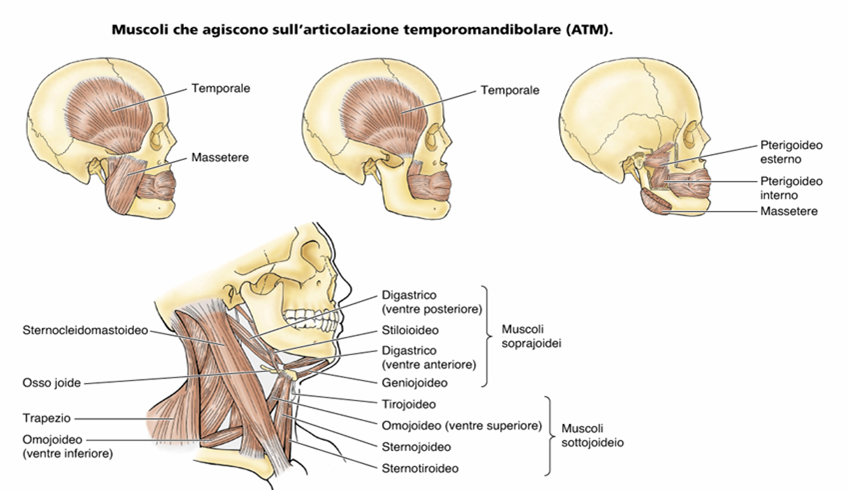 Muscoli che agiscono sull'articolazione temporomandibolare (ATM).
Temporale
Massetere
Temporale
Pterigoideo
esterno
Pterigoideo
interno
Massetere
Sternocleidomastoideo
Osso joide
Trapezio
Omojoideo
(ventre inferiore)
Digastrico
(ventre posteriore)
Stiloioideo
Digastrico
(ventre anteriore)
Geniojoideo
Tirojoideo
Omojoideo (ventre superiore)
Sternojoideo
Sternotiroideo
Muscoli
soprajoidei
Muscoli
sottojoideio